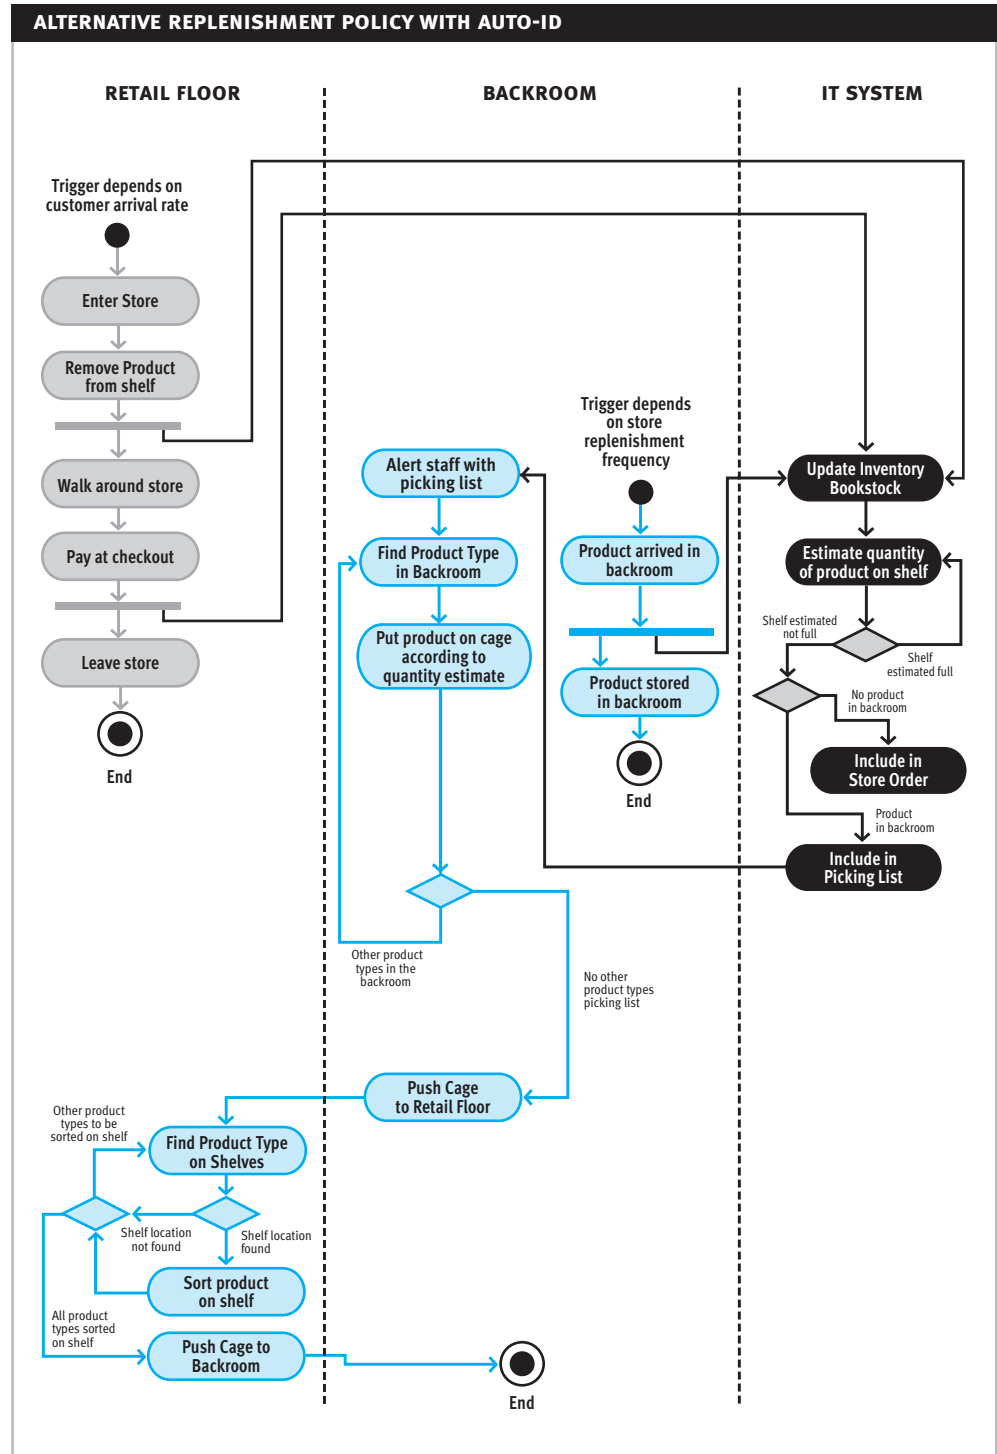 ALTERNATIVE REPLENISHMENT POLICY WITH AUTO-ID
RETAIL FLOOR
BACKROOM
IT SYSTEM
Trigger depends on
customer arrival rate
Enter Store
Remove Product
from shelf
Walk around store
Pay at checkout
Leave store
End
Alert staff with
picking list
Find Product Type
in Backroom
Put product on cage
according to
quantity estimate
Other product
types in the
backroom
No other
product types
picking list
Push Cage
to Retail Floor
Trigger depends
on store
replenishment
frequency
Product arrived in
backroom
Product stored
in backroom
End
Update Inventory
Bookstock
Estimate quantity
of product on shelf
Shelf estimated
not full
Shelf
estimated full
No product
in backroom
Include in
Store Order
Product
in backroom
Include in
Picking List
Other product
types to be
sorted on shelf
Find Product Type
on Shelves
Shelf location
not found
Shelf location
found
Sort product
on shelf
All product
types sorted
on shelf
Push Cage to
Backroom
End